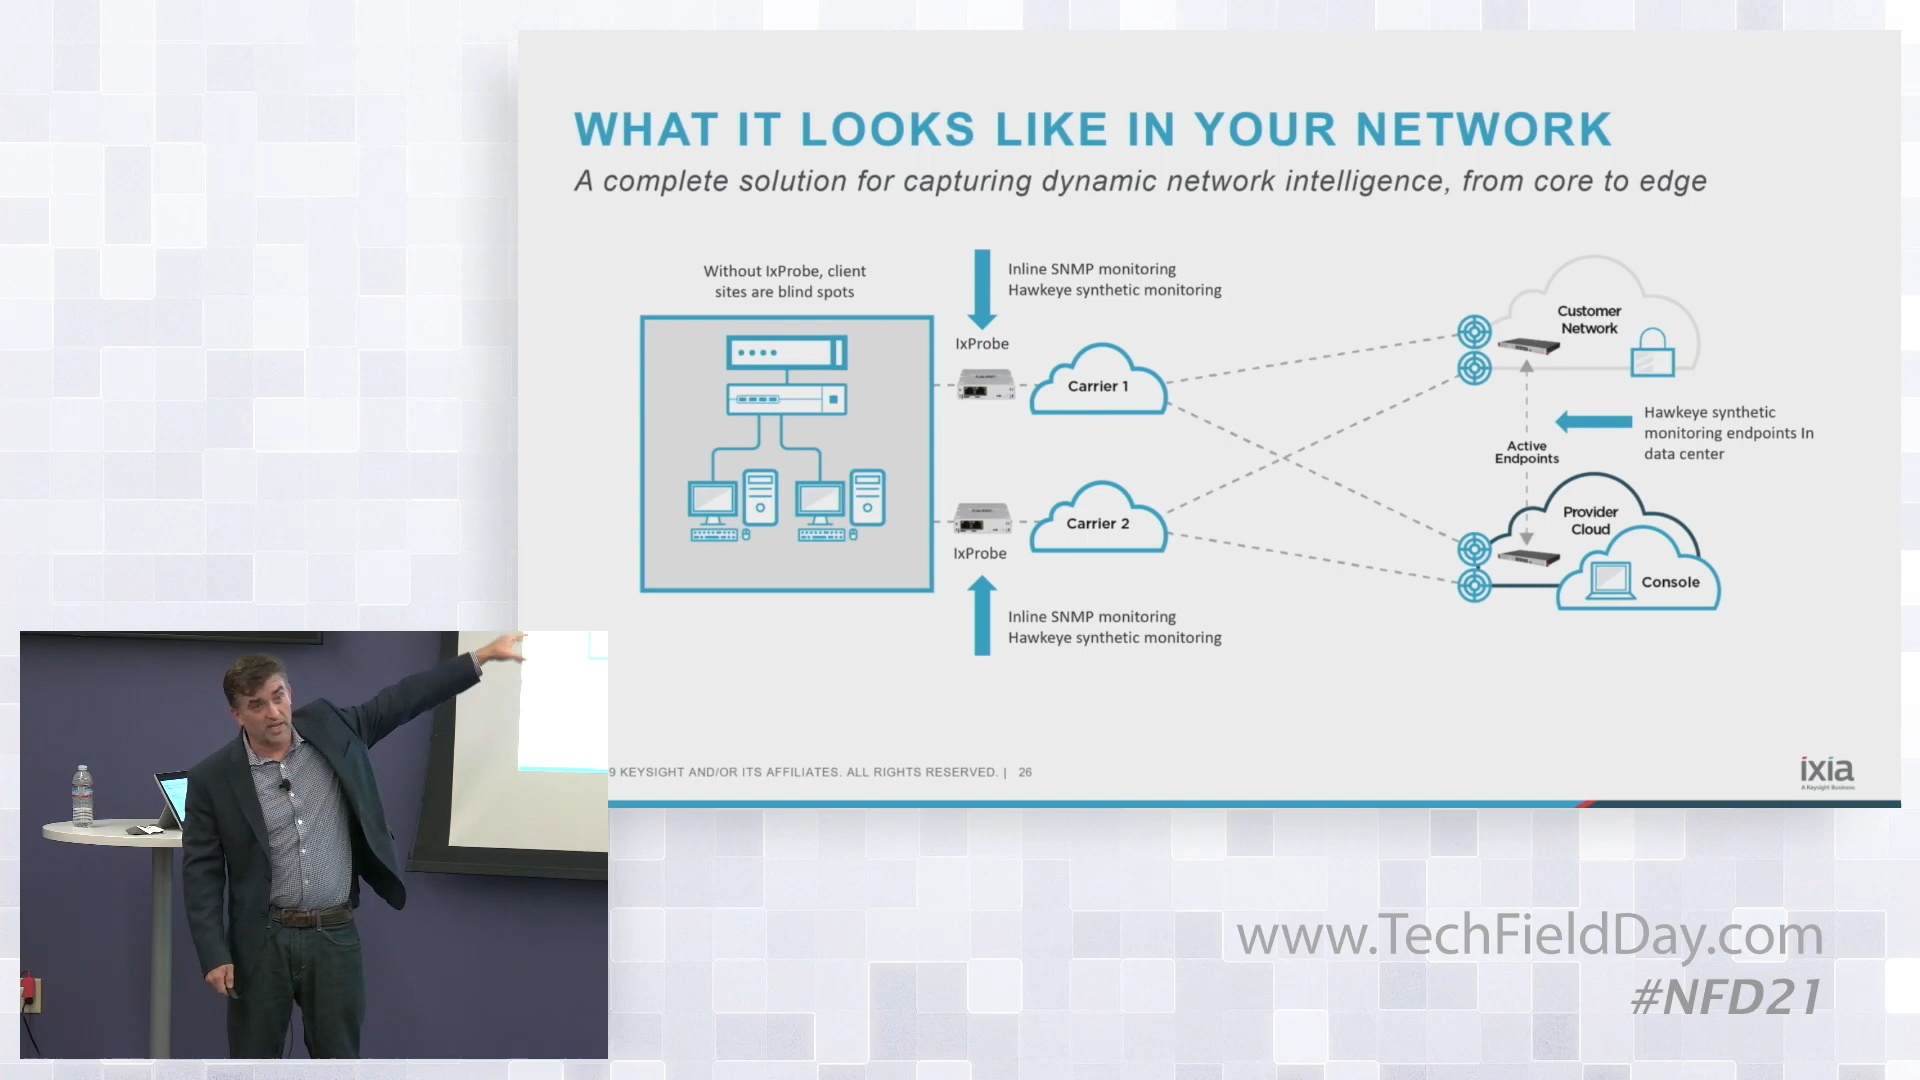 WHAT IT LOOKS LIKE IN YOUR NETWORK
A complete solution for capturing dynamic network intelligence, from core to edge
Without IxProbe, client
sites are blind spots
Inline SNMP monitoring
Hawkeye synthetic monitoring
IxProbe
Carrier 1
Carrier 2
IxProbe
Inline SNMP monitoring
Hawkeye synthetic monitoring
Customer
Network
Hawkeye synthetic
monitoring endpoints In
data center
Active
Endpoints
Provider
Cloud
Console
9 KEYSIGHT AND/OR ITS AFFILIATES. ALL RIGHTS RESERVED. | 26
ixia
A Keysight Business
www.TechFieldDay.com
#NFD21